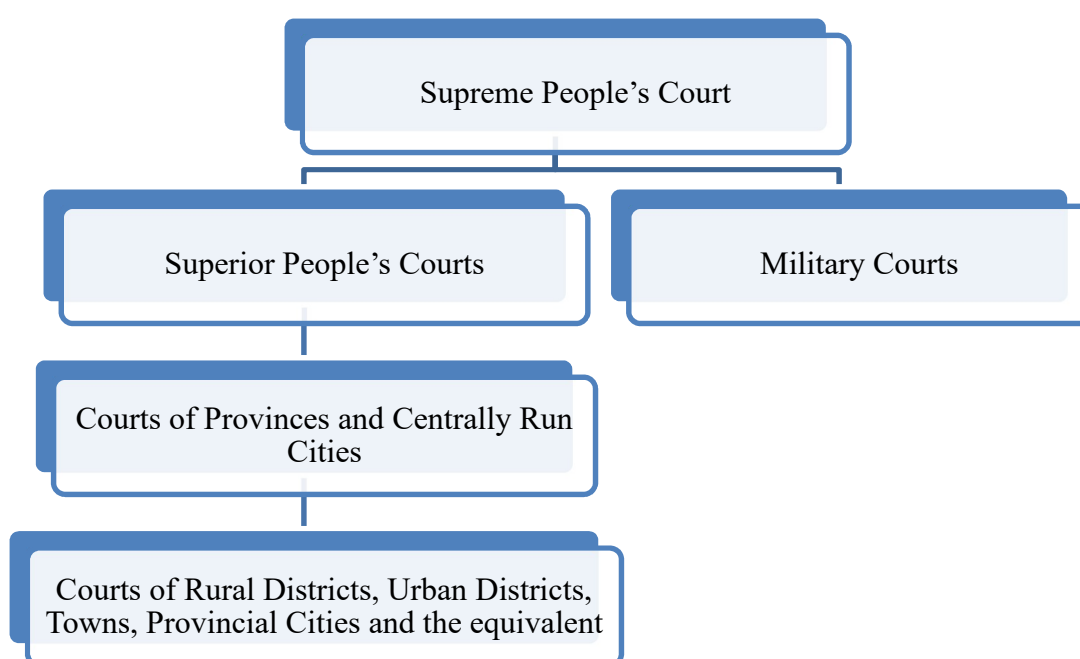 Supreme People’s Court
Superior People’s Courts
Military Courts
Courts of Provinces and Centrally Run
Cities
Courts of Rural Districts, Urban Districts,
Towns, Provincial Cities and the equivalent